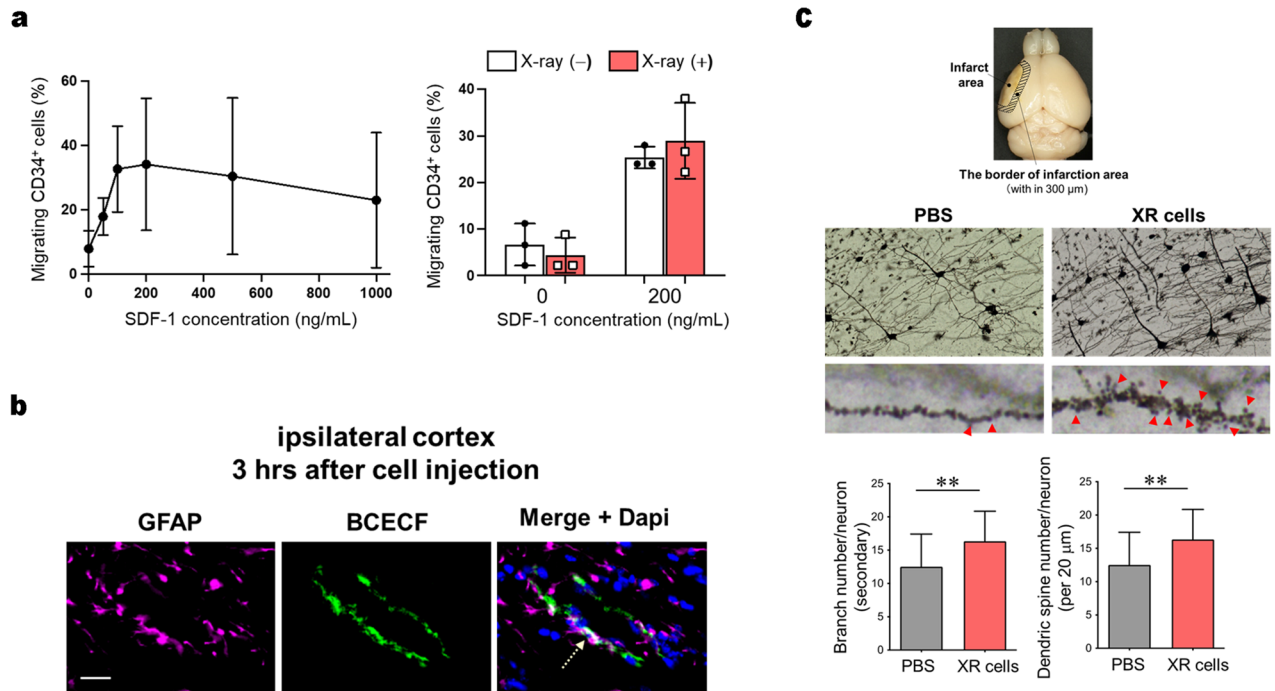 a
X-ray (−)
X-ray (+)
Migrating CD34⁺ cells (%)
60
40
20
0
0
200
400
600
800
1000
SDF-1 concentration (ng/mL)
Migrating CD34⁺ cells (%)
40
30
20
10
0
0
200
SDF-1 concentration (ng/mL)
b
ipsilateral cortex
3 hrs after cell injection
GFAP
BCECF
Merge + Dapi
c
Infarct
area
The border of infarction area
(with in 300 μm)
PBS
XR cells
Branch number/neuron
(secondary)
25
20
15
10
5
0
**
PBS
XR cells
Dendric spine number/neuron
(per 20 μm)
25
20
15
10
5
0
**
PBS
XR cells